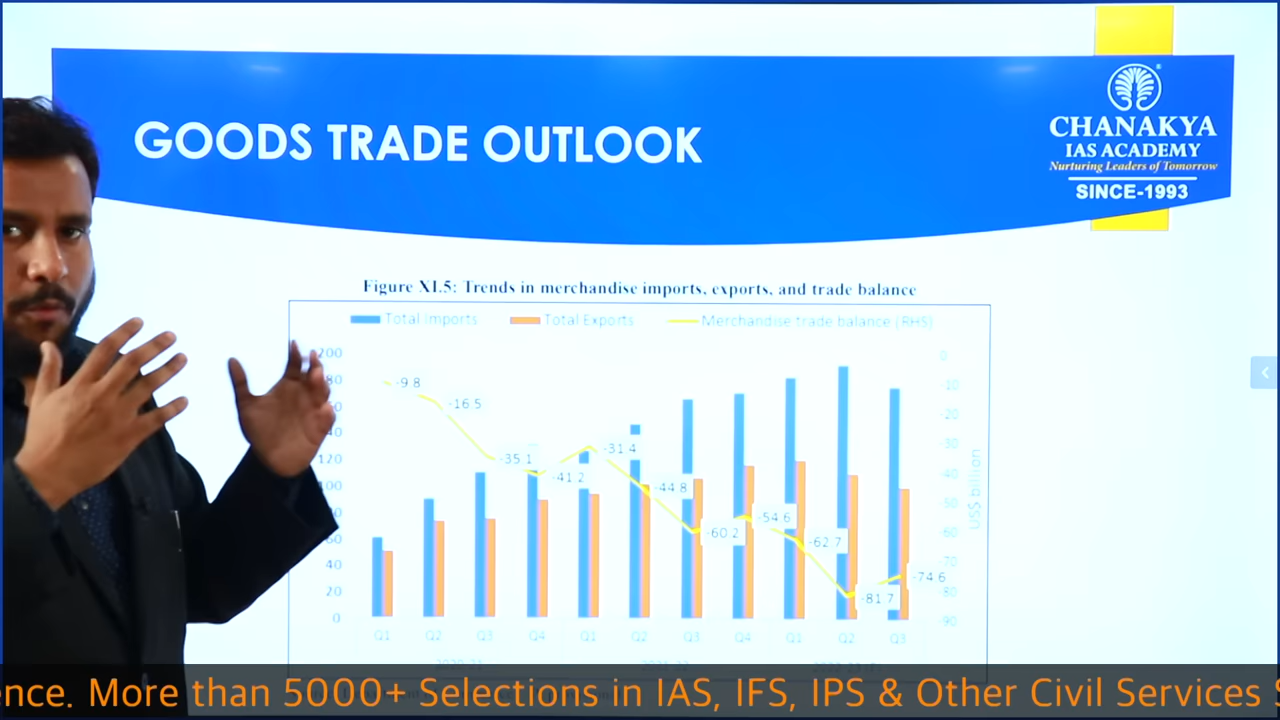 GOODS TRADE OUTLOOK
CHANAKYA
IAS ACADEMY
Nurturing Leaders of Tomorrow
SINCE-1993
Figure XI.5: Trends in merchandise imports, exports, and trade balance
Total Imports
Total Exports
Merchandise trade balance (RHS)
200
120
40
20
0
0
-10
-20
-30
-40
-50
-60
-70
-80
-90
US$ billion
-9.8
-16.5
-35.1
-41.2
-31.4
-44.8
-60.2
-54.6
-62.7
-81.7
-74.6
Q1 Q2 Q3 Q4 Q1 Q2 Q3 Q4 Q1 Q2 Q3
nce. More than 5000+ Selections in IAS, IFS, IPS & Other Civil Services